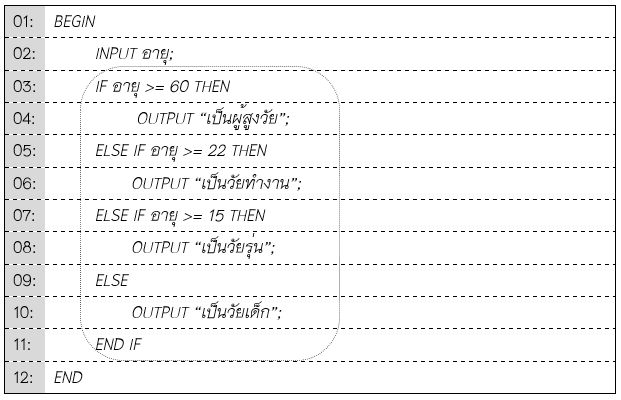 01: BEGIN
02: INPUT อายุ;
03: IF อายุ >= 60 THEN
04: OUTPUT “เป็นผู้สูงวัย”;
05: ELSE IF อายุ >= 22 THEN
06: OUTPUT “เป็นวัยทำงาน”;
07: ELSE IF อายุ >= 15 THEN
08: OUTPUT “เป็นวัยรุ่น”;
09: ELSE
10: OUTPUT “เป็นวัยเด็ก”;
11: END IF
12: END